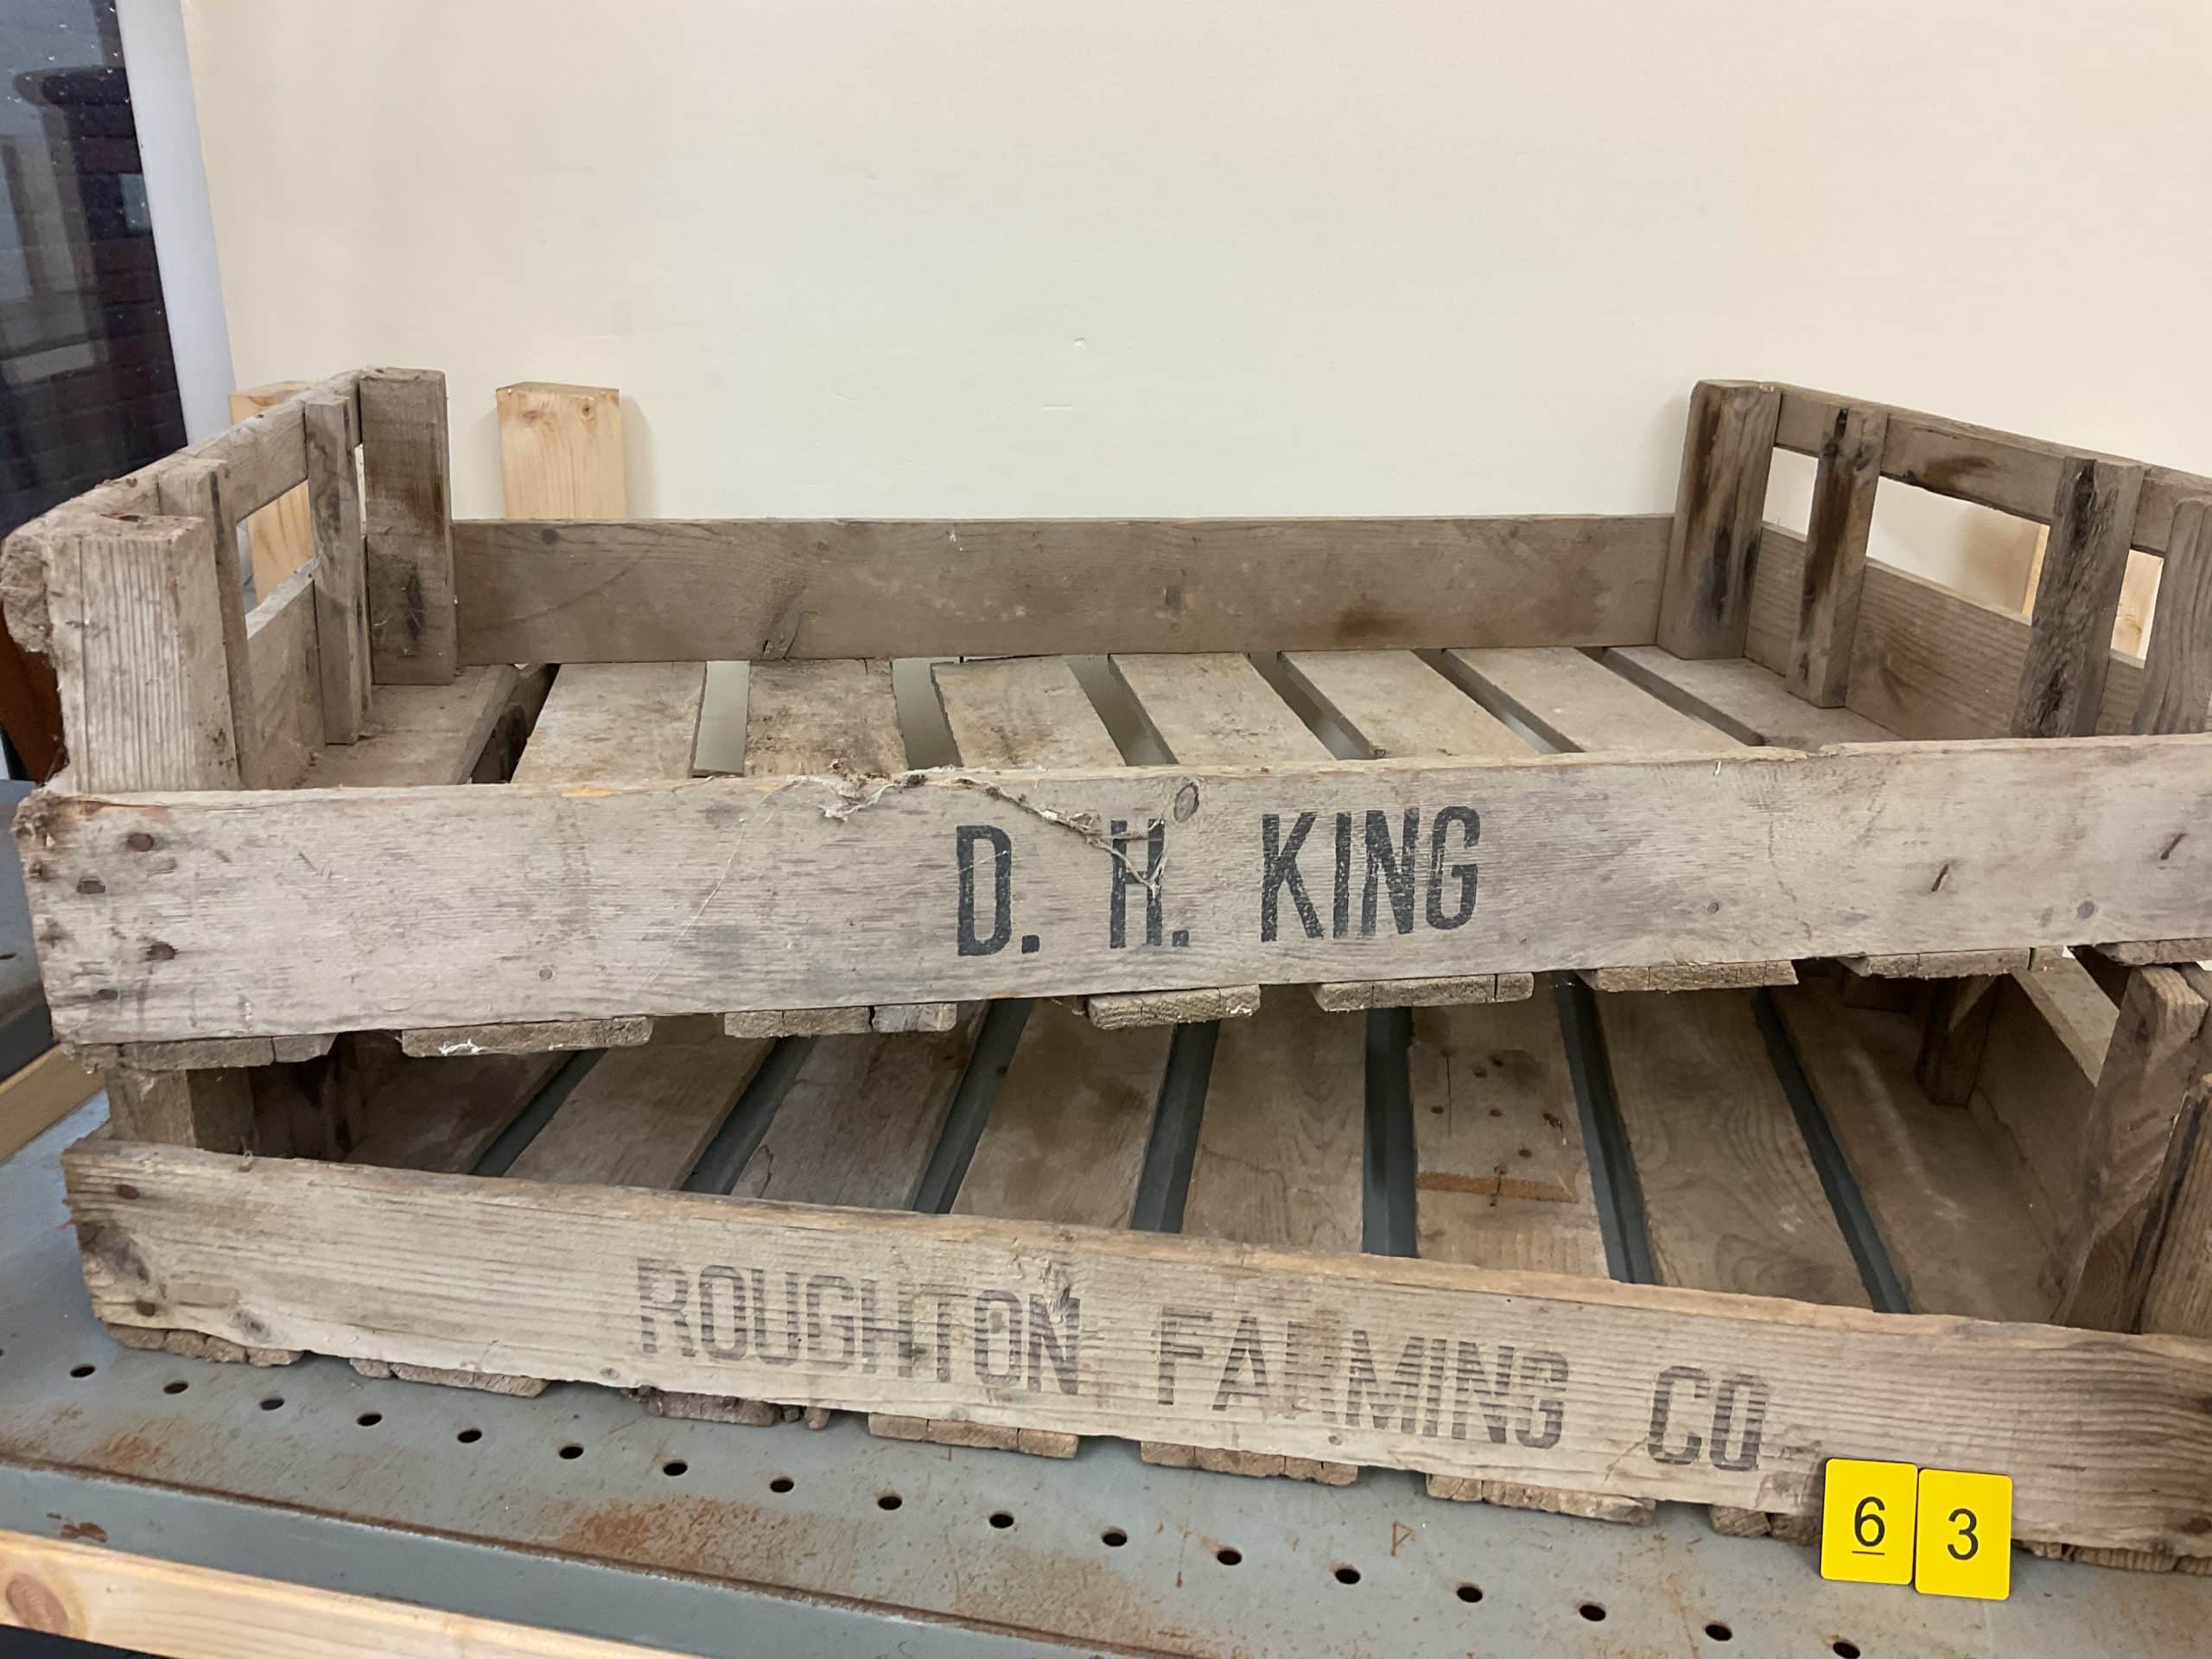 D. H. KING
ROUGHTON FARMING CO
6 3